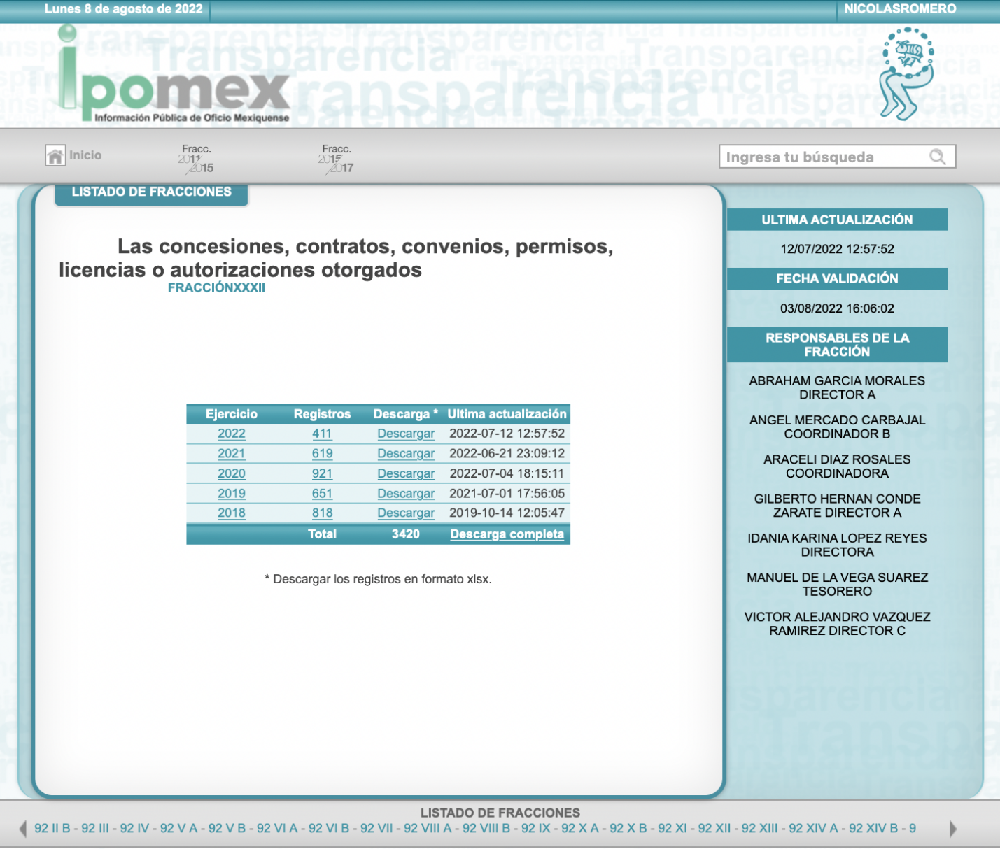 Lunes 8 de agosto de 2022
NICOLASROMERO
ipomex
Información Pública de Oficio Mexiquense
Transparencia
Inicio
Fracc.
2011/2015
Fracc.
2015/2017
Ingresa tu búsqueda
LISTADO DE FRACCIONES
Las concesiones, contratos, convenios, permisos,
licencias o autorizaciones otorgados
FRACCIÓNXXXII
Ejercicio Registros Descarga * Ultima actualización
2022 411 Descargar 2022-07-12 12:57:52
2021 619 Descargar 2022-06-21 23:09:12
2020 921 Descargar 2022-07-04 18:15:11
2019 651 Descargar 2021-07-01 17:56:05
2018 818 Descargar 2019-10-14 12:05:47
Total 3420 Descarga completa
* Descargar los registros en formato xlsx.
ULTIMA ACTUALIZACIÓN
12/07/2022 12:57:52
FECHA VALIDACIÓN
03/08/2022 16:06:02
RESPONSABLES DE LA
FRACCIÓN
ABRAHAM GARCIA MORALES
DIRECTOR A
ANGEL MERCADO CARBAJAL
COORDINADOR B
ARACELI DIAZ ROSALES
COORDINADORA
GILBERTO HERNAN CONDE
ZARATE DIRECTOR A
IDANIA KARINA LOPEZ REYES
DIRECTORA
MANUEL DE LA VEGA SUAREZ
TESORERO
VICTOR ALEJANDRO VAZQUEZ
RAMIREZ DIRECTOR C
LISTADO DE FRACCIONES
92 II B - 92 III - 92 IV - 92 V A - 92 V B - 92 VI A - 92 VI B - 92 VII - 92 VIII A - 92 VIII B - 92 IX - 92 X A - 92 X B - 92 XI - 92 XII - 92 XIII - 92 XIV A - 92 XIV B - 9